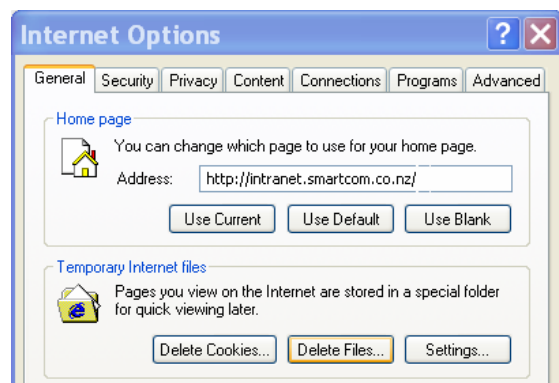 Internet Options
General Security Privacy Content Connections Programs Advanced
Home page
You can change which page to use for your home page.
Address: http://intranet.smartcom.co.nz/
Use Current Use Default Use Blank
Temporary Internet files
Pages you view on the Internet are stored in a special folder
for quick viewing later.
Delete Cookies... Delete Files... Settings...